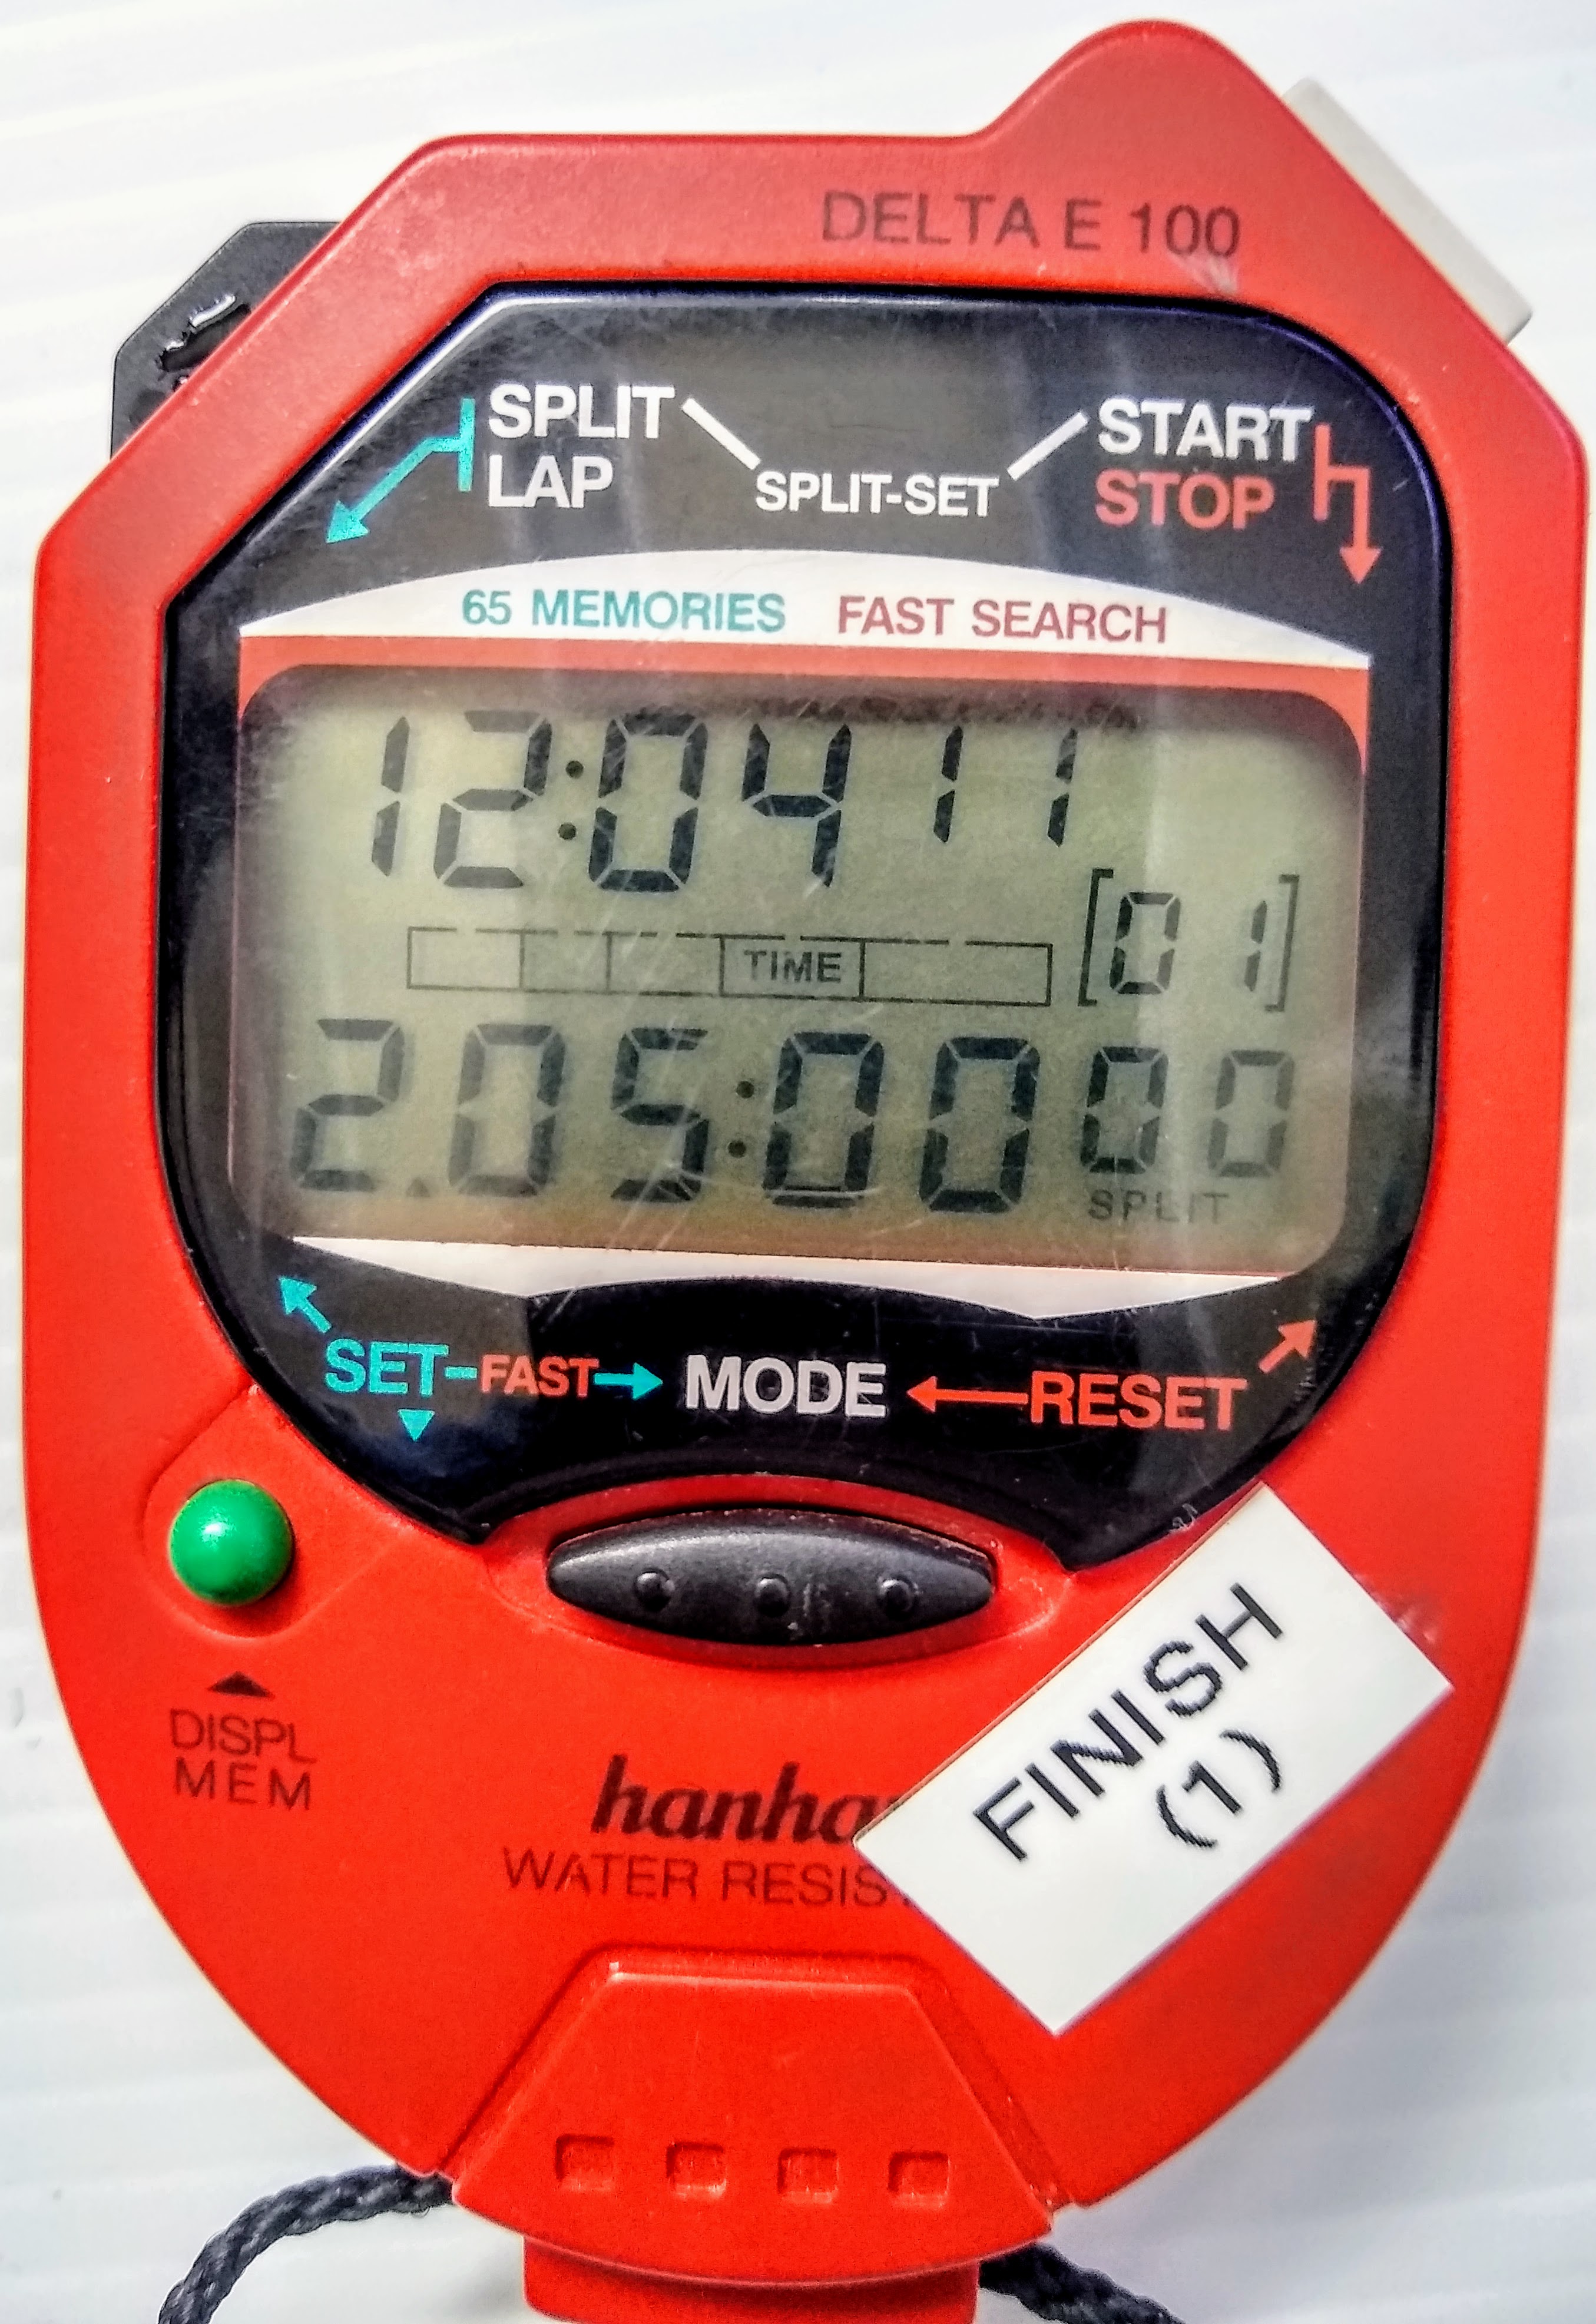 DELTA E 100
SPLIT
LAP
SPLIT-SET
START
STOP
65 MEMORIES FAST SEARCH
12:04 11
TIME
[01]
2.05:00 00
SPLIT
SET-FAST
MODE
RESET
DISPL
MEM
FINISH
(1)
WATER